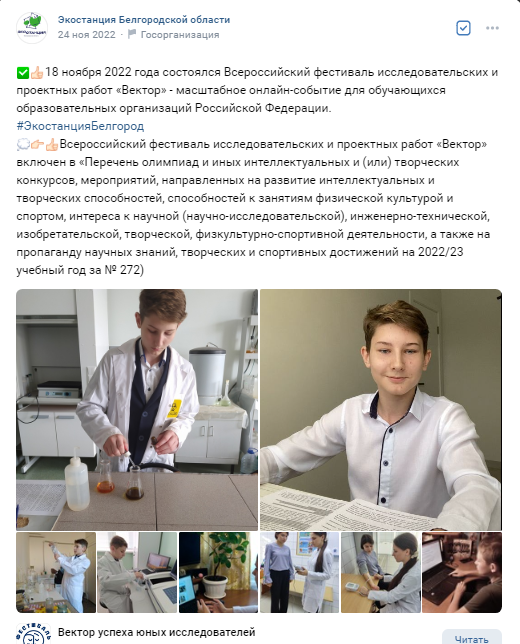 Экостанция Белгородской области
24 ноя 2022 · Госорганизация
✅👍🏻18 ноября 2022 года состоялся Всероссийский фестиваль исследовательских и
проектных работ «Вектор» - масштабное онлайн-событие для обучающихся
образовательных организаций Российской Федерации.
#ЭкостанцияБелгород
💭👉🏻👍🏻Всероссийский фестиваль исследовательских и проектных работ «Вектор»
включен в «Перечень олимпиад и иных интеллектуальных и (или) творческих
конкурсов, мероприятий, направленных на развитие интеллектуальных и
творческих способностей, способностей к занятиям физической культурой и
спортом, интереса к научной (научно-исследовательской), инженерно-технической,
изобретательской, творческой, физкультурно-спортивной деятельности, а также на
пропаганду научных знаний, творческих и спортивных достижений на 2022/23
учебный год за № 272)
ФЕСТИВАЛЬ
Вектор успеха юных исследователей
Читать